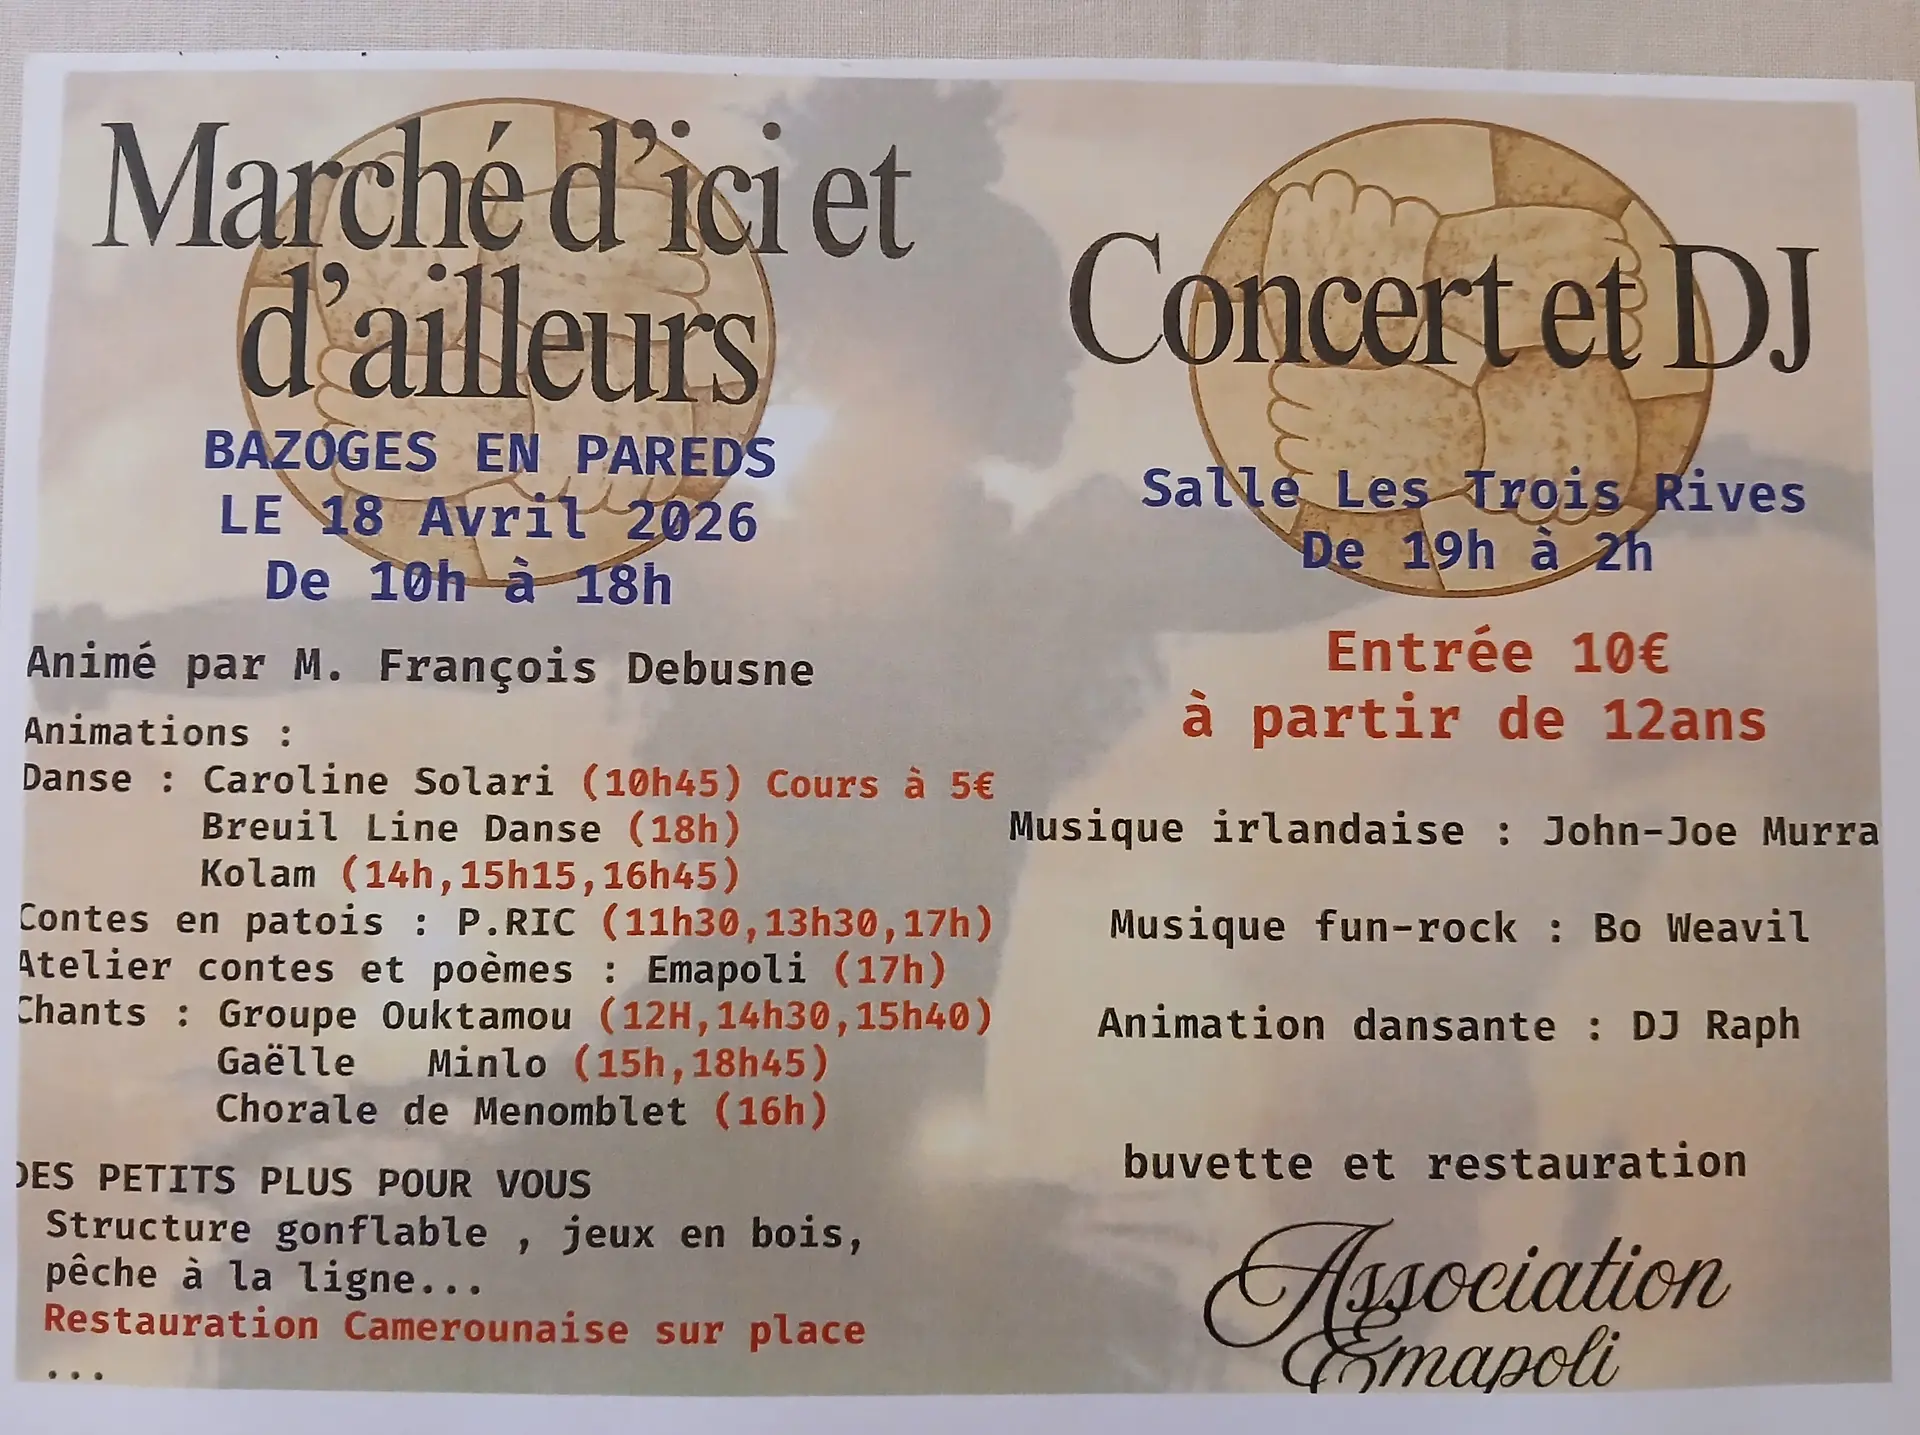 Marché d'ici et
d'ailleurs
BAZOGES EN PAREDS
LE 18 Avril 2026
De 10h à 18h
Animé par M. François Debusne
Animations :
Danse : Caroline Solari (10h45) Cours à 5€
Breuil Line Danse (18h)
Kolam (14h,15h15,16h45)
Contes en patois : P.RIC (11h30,13h30,17h)
Atelier contes et poèmes : Emapoli (17h)
Chants : Groupe Ouktamou (12H,14h30,15h40)
Gaëlle Minlo (15h,18h45)
Chorale de Menomblet (16h)
DES PETITS PLUS POUR VOUS
Structure gonflable , jeux en bois,
pêche à la ligne...
Restauration Camerounaise sur place
...
Concert et DJ
Salle Les Trois Rives
De 19h à 2h
Entrée 10€
à partir de 12ans
Musique irlandaise : John-Joe Murra
Musique fun-rock : Bo Weavil
Animation dansante : DJ Raph
buvette et restauration
Association
Emapoli